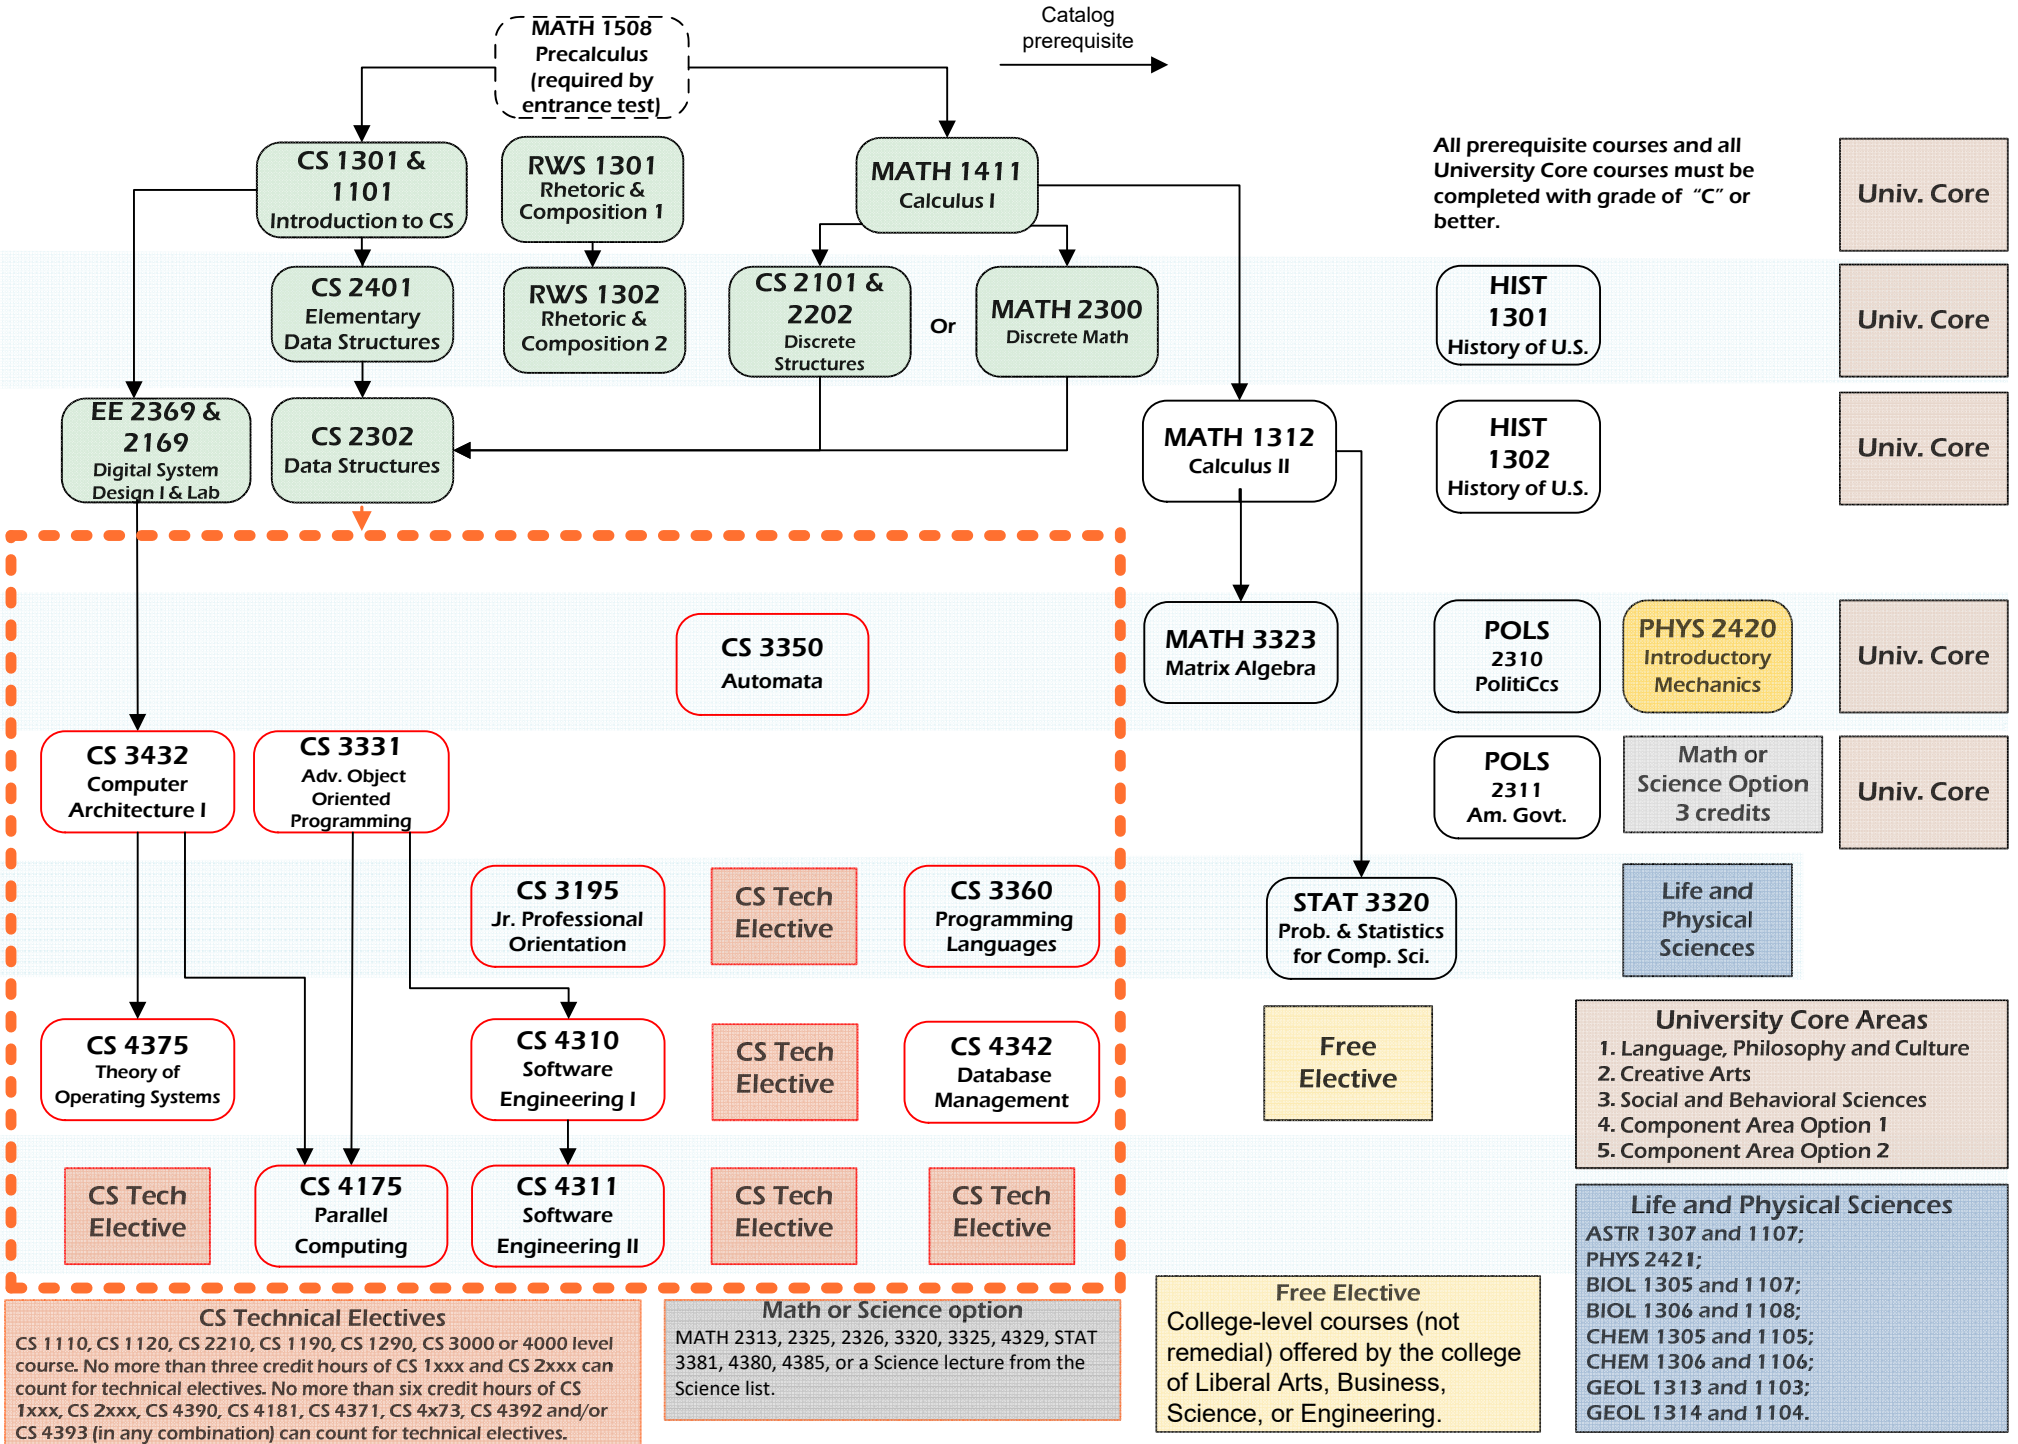 MATH 1508
Precalculus
(required by
entrance test)
Catalog
prerequisite
CS 1301 &
1101
Introduction to CS
RWS 1301
Rhetoric &
Composition 1
MATH 1411
Calculus I
All prerequisite courses and all
University Core courses must be
completed with grade of “C” or
better.
Univ. Core
CS 2401
Elementary
Data Structures
RWS 1302
Rhetoric &
Composition 2
CS 2101 &
2202
Discrete
Structures
Or
MATH 2300
Discrete Math
HIST
1301
History of U.S.
Univ. Core
EE 2369 &
2169
Digital System
Design I & Lab
CS 2302
Data Structures
MATH 1312
Calculus II
HIST
1302
History of U.S.
Univ. Core
CS 3350
Automata
MATH 3323
Matrix Algebra
POLS
2310
PolitiCcs
PHYS 2420
Introductory
Mechanics
Univ. Core
CS 3432
Computer
Architecture I
CS 3331
Adv. Object
Oriented
Programming
POLS
2311
Am. Govt.
Math or
Science Option
3 credits
Univ. Core
CS 3195
Jr. Professional
Orientation
CS Tech
Elective
CS 3360
Programming
Languages
STAT 3320
Prob. & Statistics
for Comp. Sci.
Life and
Physical
Sciences
CS 4375
Theory of
Operating Systems
CS 4310
Software
Engineering I
CS Tech
Elective
CS 4342
Database
Management
Free
Elective
University Core Areas
1. Language, Philosophy and Culture
2. Creative Arts
3. Social and Behavioral Sciences
4. Component Area Option 1
5. Component Area Option 2
CS Tech
Elective
CS 4175
Parallel
Computing
CS 4311
Software
Engineering II
CS Tech
Elective
CS Tech
Elective
Life and Physical Sciences
ASTR 1307 and 1107;
PHYS 2421;
BIOL 1305 and 1107;
BIOL 1306 and 1108;
CHEM 1305 and 1105;
CHEM 1306 and 1106;
GEOL 1313 and 1103;
GEOL 1314 and 1104.
CS Technical Electives
CS 1110, CS 1120, CS 2210, CS 1190, CS 1290, CS 3000 or 4000 level
course. No more than three credit hours of CS 1xxx and CS 2xxx can
count for technical electives. No more than six credit hours of CS
1xxx, CS 2xxx, CS 4390, CS 4181, CS 4371, CS 4x73, CS 4392 and/or
CS 4393 (in any combination) can count for technical electives.
Math or Science option
MATH 2313, 2325, 2326, 3320, 3325, 4329, STAT
3381, 4380, 4385, or a Science lecture from the
Science list.
Free Elective
College-level courses (not
remedial) offered by the college
of Liberal Arts, Business,
Science, or Engineering.